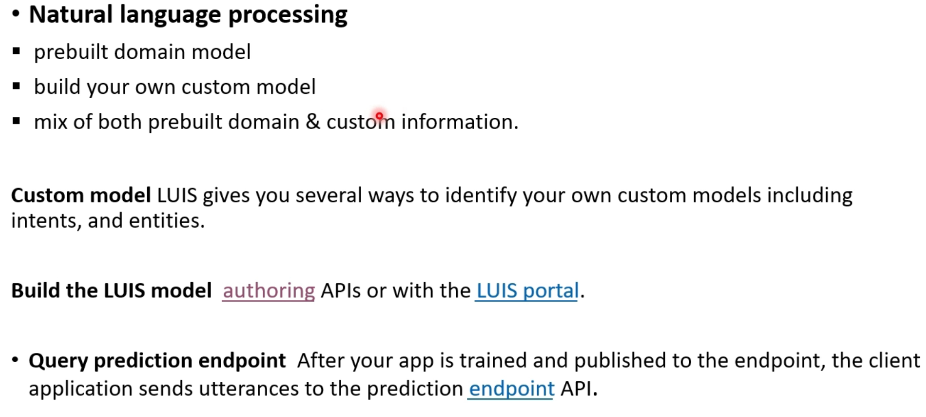 • Natural language processing
▪ prebuilt domain model
▪ build your own custom model
▪ mix of both prebuilt domain & custom information.
Custom model LUIS gives you several ways to identify your own custom models including
intents, and entities.
Build the LUIS model authoring APIs or with the LUIS portal.
• Query prediction endpoint After your app is trained and published to the endpoint, the client
application sends utterances to the prediction endpoint API.